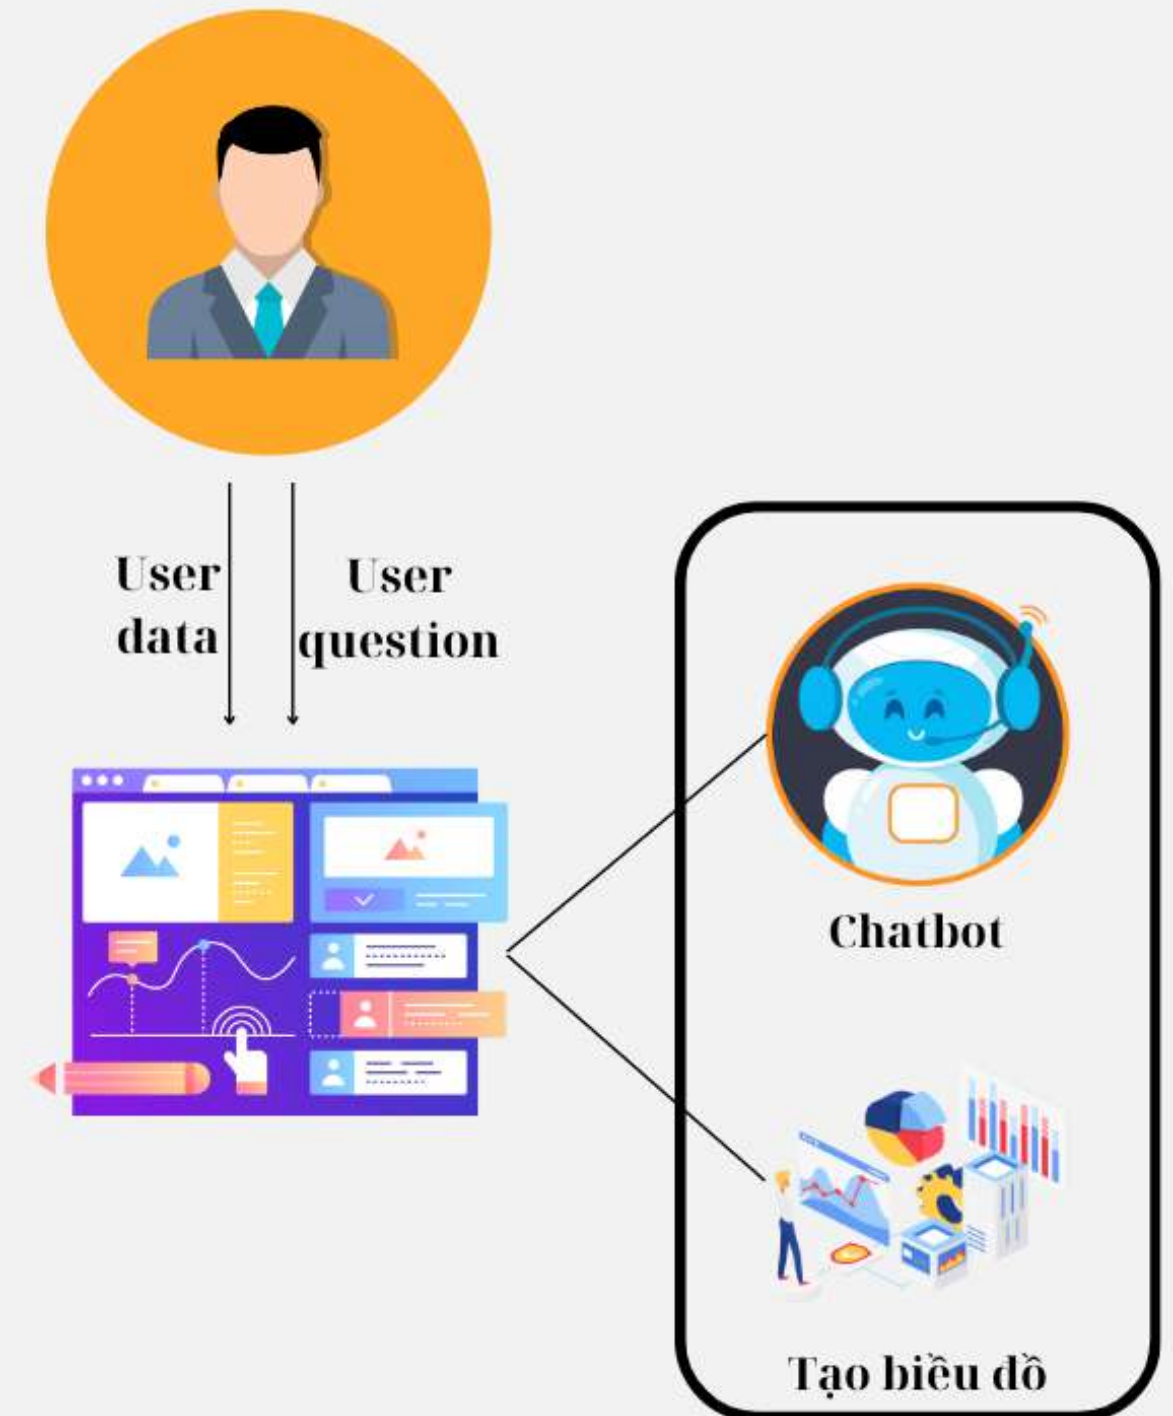 User
data
User
question
Chatbot
Tạo biểu đồ